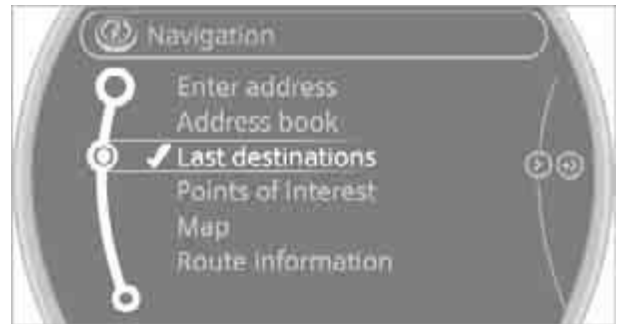 Navigation
Enter address
Address book
Last destinations
Points of Interest
Map
Route information